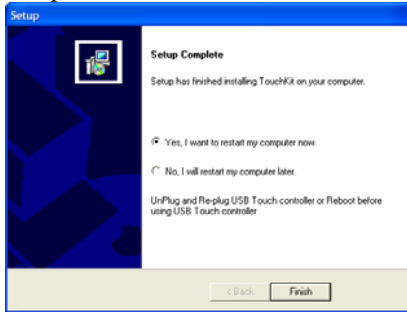 Setup
Setup Complete
Setup has finished installing TouchKit on your computer.
Yes, I want to restart my computer now.
No, I will restart my computer later.
UnPlug and Re-plug USB Touch controller or Reboot before
using USB Touch controller
< Back
Finish